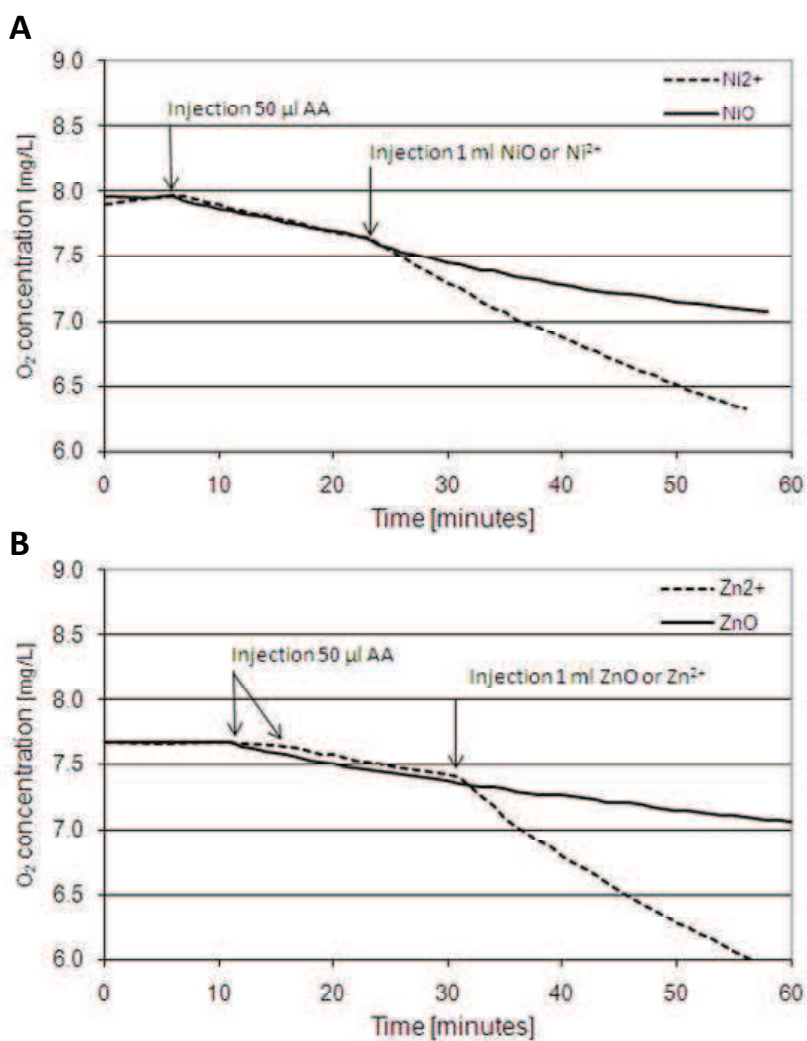 A
9.0
8.5
8.0
7.5
7.0
6.5
6.0
O₂ concentration [mg/L]
Injection 50 µl AA
Injection 1 ml NiO or Ni²⁺
Ni2+
NiO
0 10 20 30 40 50 60
Time [minutes]
B
9.0
8.5
8.0
7.5
7.0
6.5
6.0
O₂ concentration [mg/L]
Injection 50 µl AA
Injection 1 ml ZnO or Zn²⁺
Zn2+
ZnO
0 10 20 30 40 50 60
Time [minutes]